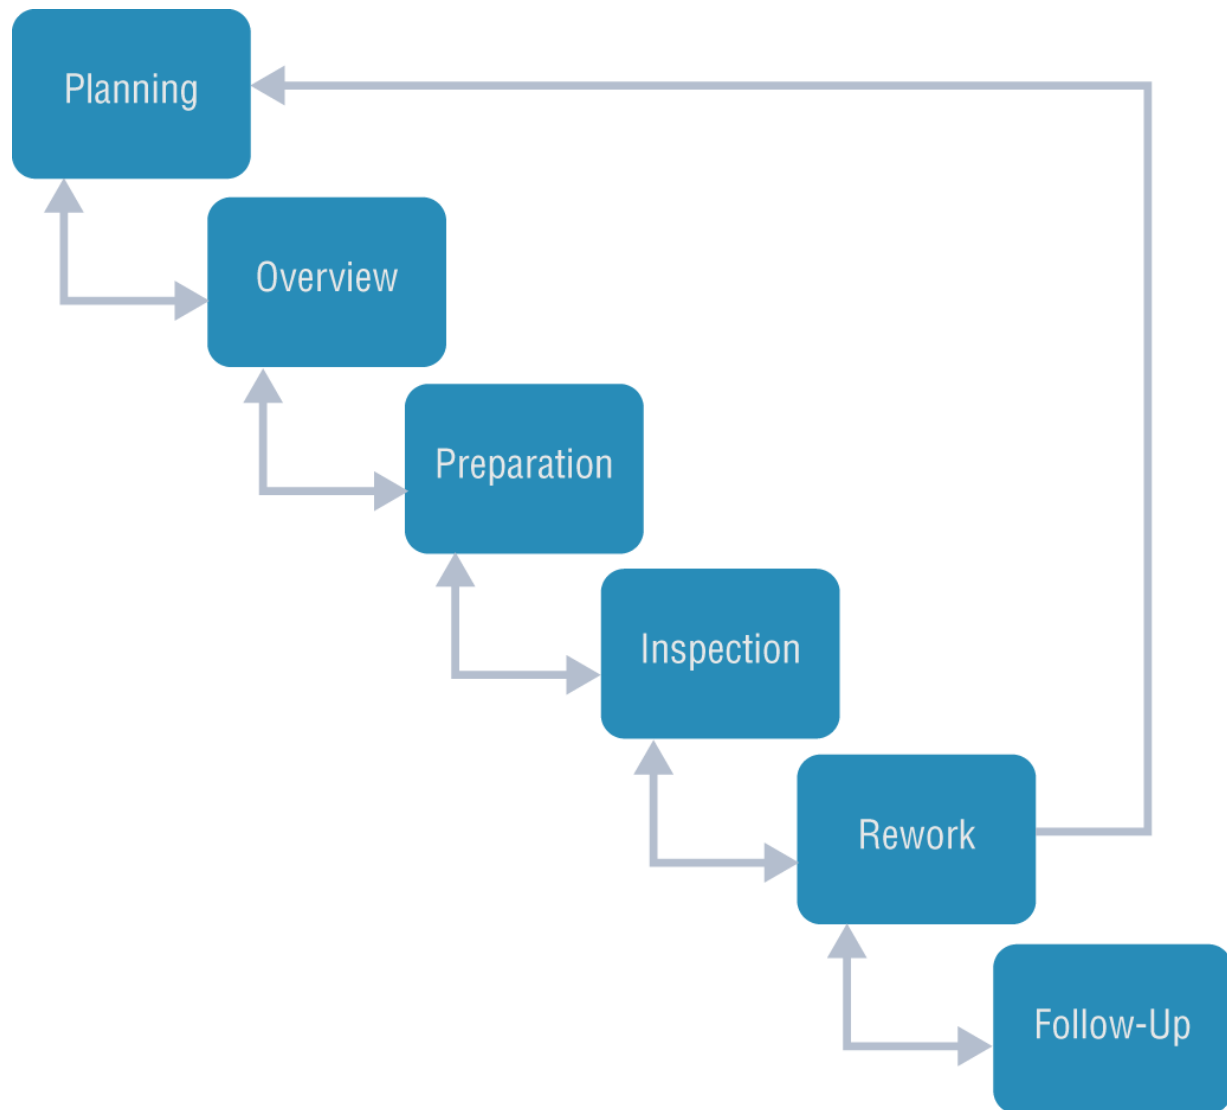 Planning
Overview
Preparation
Inspection
Rework
Follow-Up